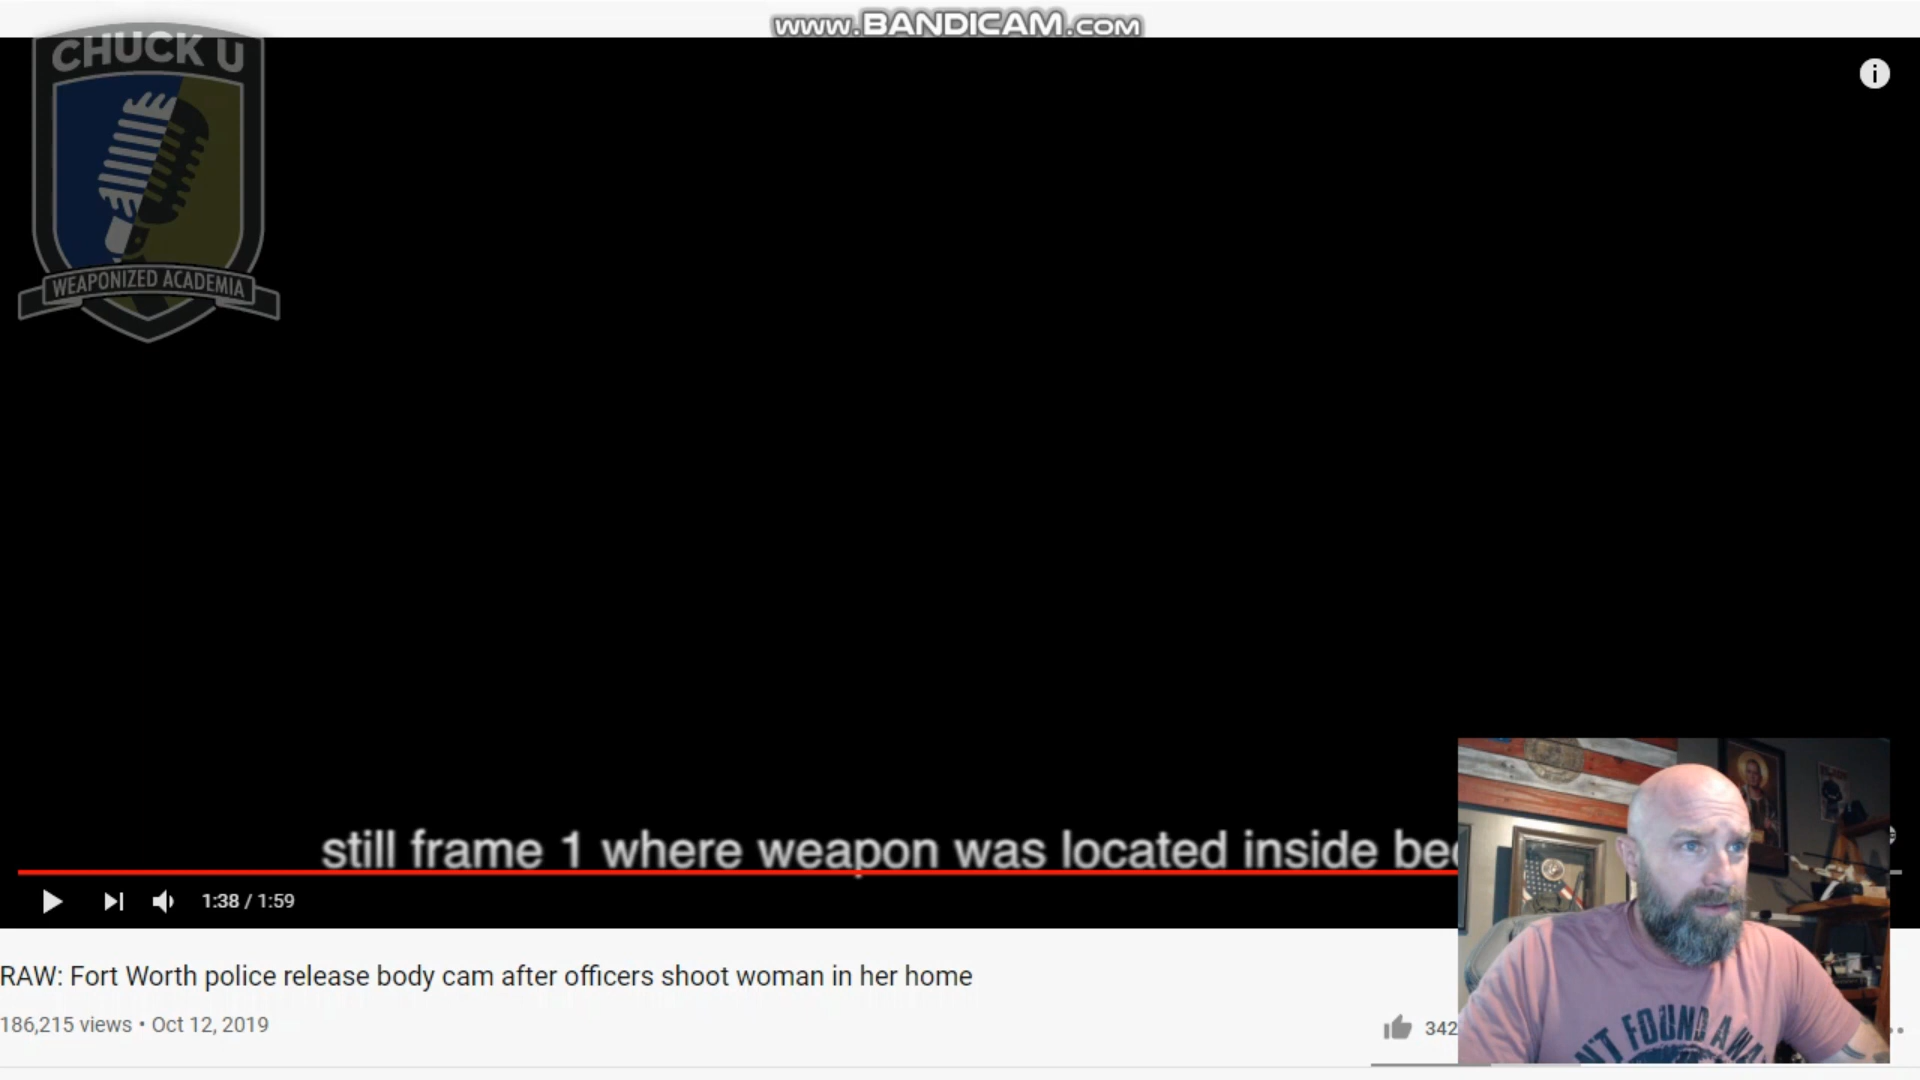 www.BANDICAM.COM
CHUCK U
WEAPONIZED ACADEMIA
i
still frame 1 where weapon was located inside
1:38 / 1:59
RAW: Fort Worth police release body cam after officers shoot woman in her home
186,215 views • Oct 12, 2019
342
N'T FOUND A WA